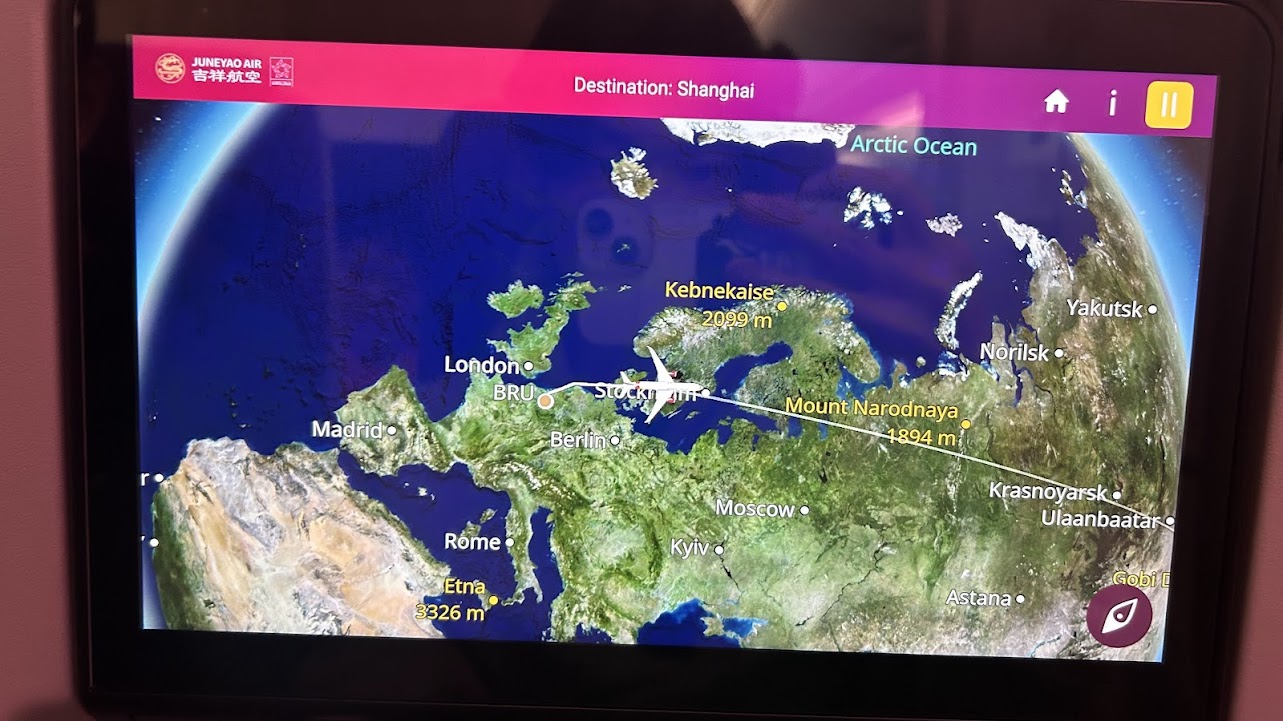 JUNEYAO AIR
吉祥航空
Destination: Shanghai
i
Arctic Ocean
Kebnekaise
2099 m
Yakutsk
Norilsk
London
BRU
Stockholm
Mount Narodnaya
1894 m
Madrid
Berlin
Krasnoyarsk
Ulaanbaatar
Moscow
Rome
Kyiv
Etna
3326 m
Gobi D
Astana
r